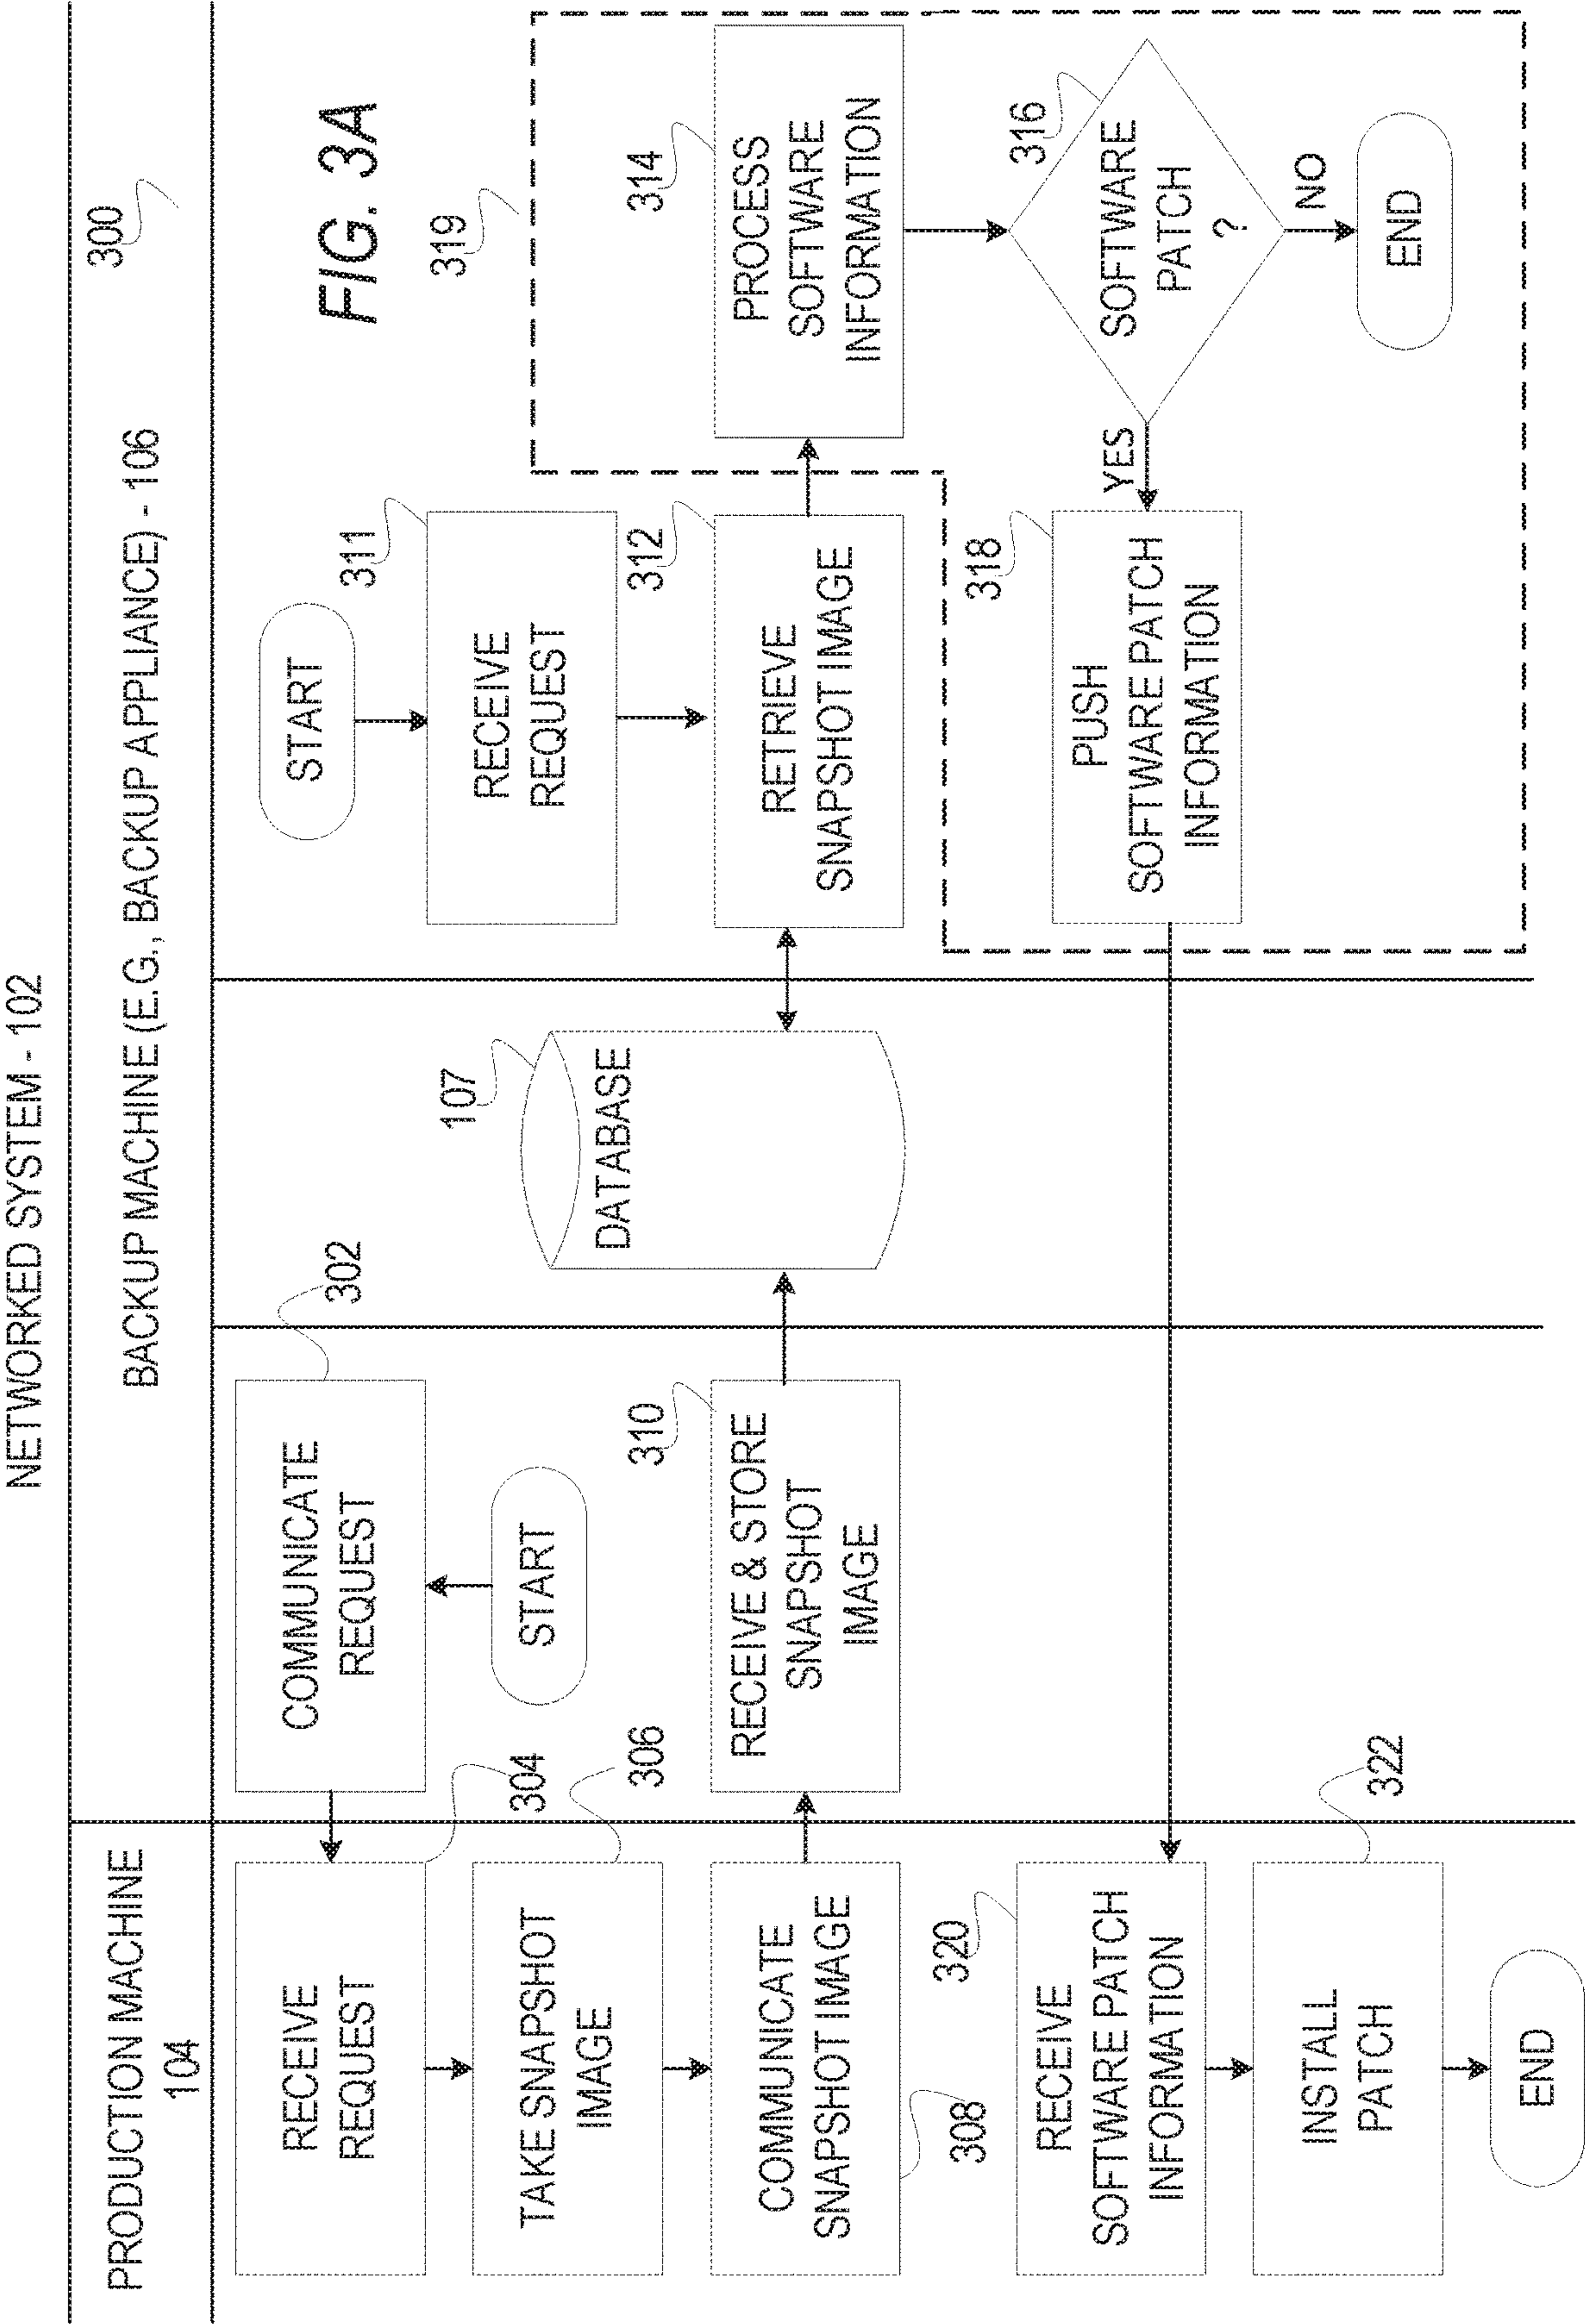 NETWORKED SYSTEM - 102
PRODUCTION MACHINE
104
BACKUP MACHINE (E.G., BACKUP APPLIANCE) - 106
300
FIG. 3A
RECEIVE
REQUEST
304
TAKE SNAPSHOT
IMAGE
306
COMMUNICATE
SNAPSHOT IMAGE
308
RECEIVE
SOFTWARE PATCH
INFORMATION
320
INSTALL
PATCH
322
END
COMMUNICATE
REQUEST
302
START
RECEIVE & STORE
SNAPSHOT
IMAGE
310
DATABASE
107
START
RECEIVE
REQUEST
311
RETRIEVE
SNAPSHOT IMAGE
312
319
PROCESS
SOFTWARE
INFORMATION
314
SOFTWARE
PATCH
?
316
YES
NO
PUSH
SOFTWARE PATCH
INFORMATION
318
END